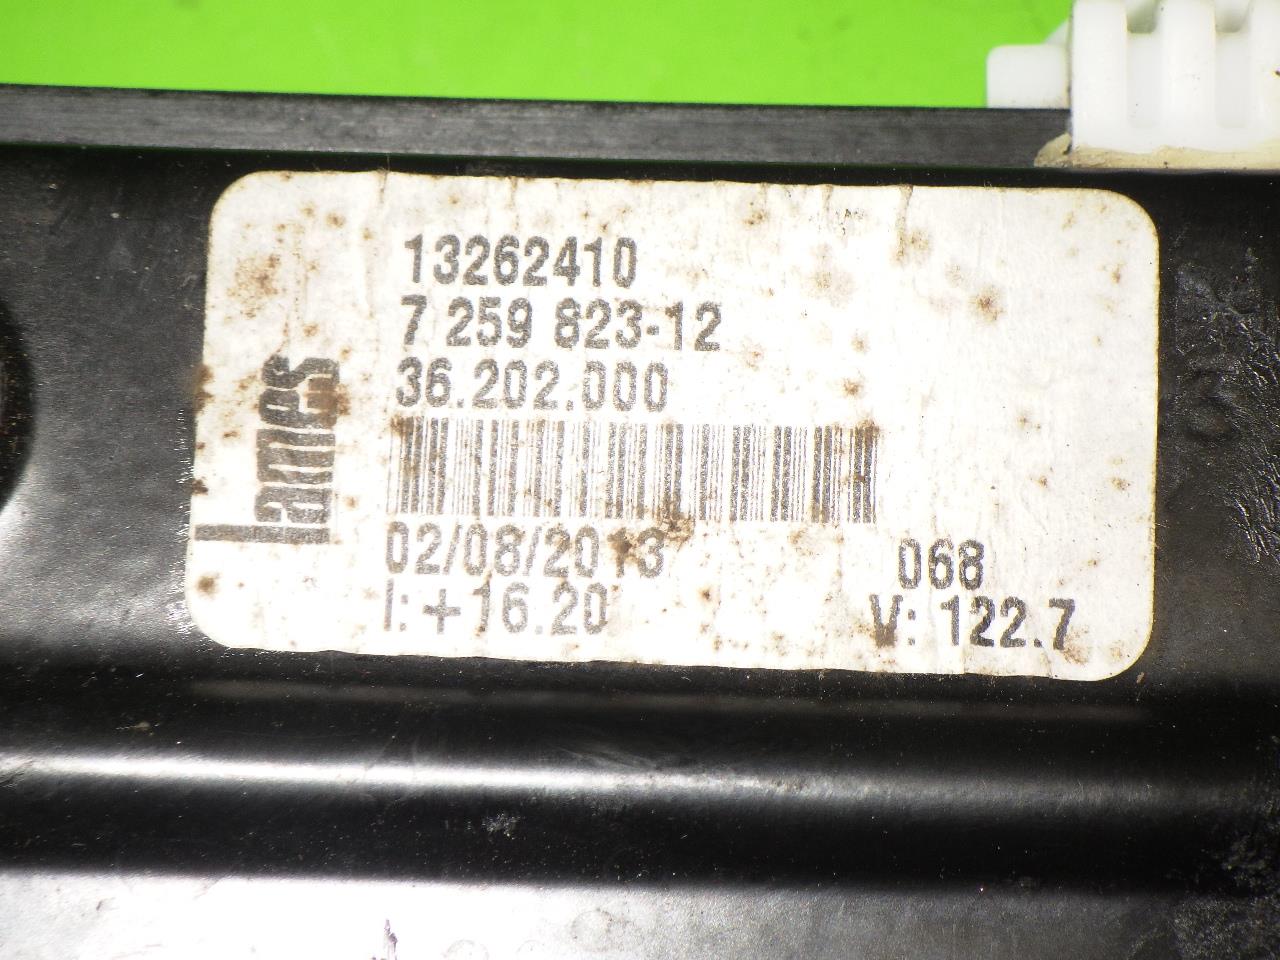 13262410
7 259 823-12
36.202.000
Lames
02/08/2013
068
I: +16.20
V: 122.7